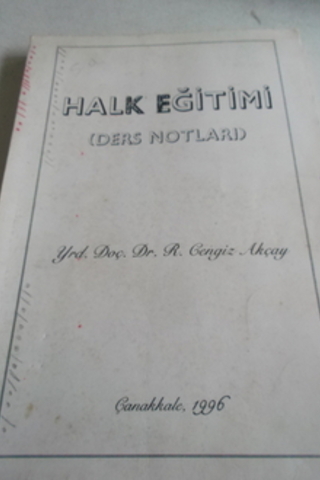 HALK EĞİTİMİ
(DERS NOTLARI)
Yrd. Doç. Dr. R. Cengiz Akçay
Çanakkale, 1996